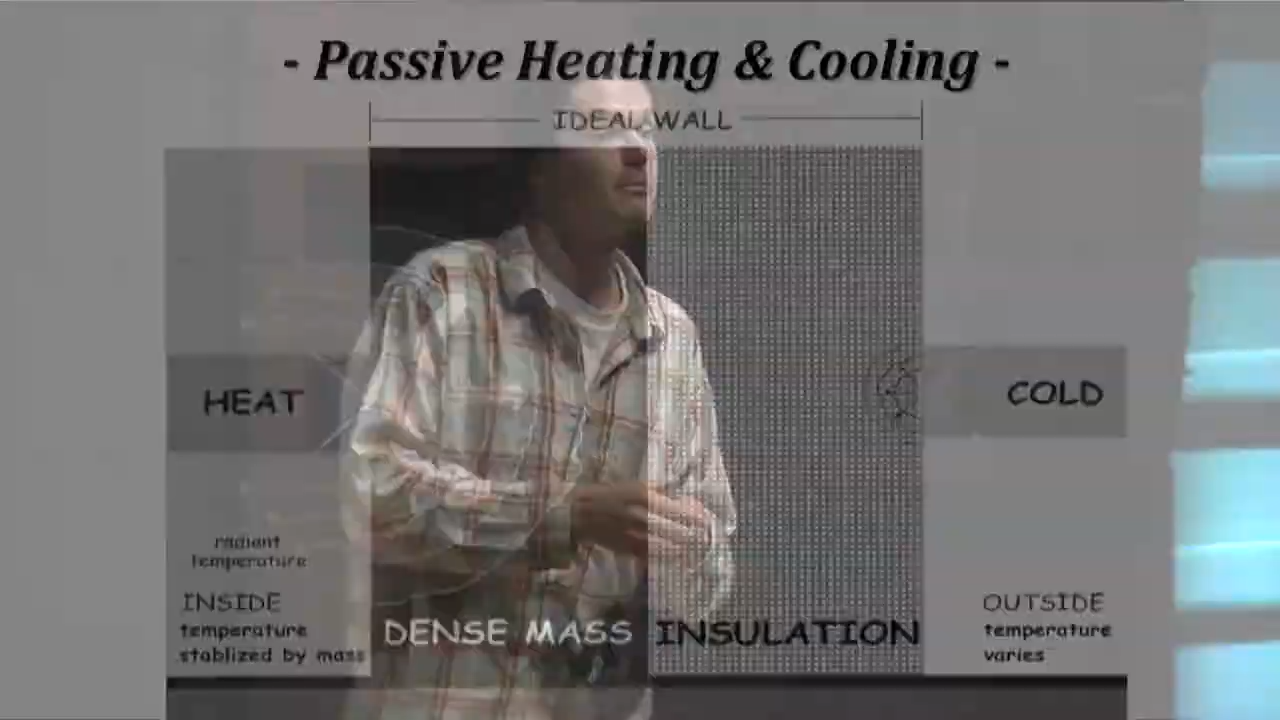 - Passive Heating & Cooling -
IDEAL WALL
HEAT
COLD
radiant
temperature
INSIDE
temperature
stablized by mass
DENSE MASS
INSULATION
OUTSIDE
temperature
varies